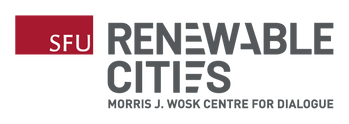 SFU
RENEWABLE
CITIES
MORRIS J. WOSK CENTRE FOR DIALOGUE